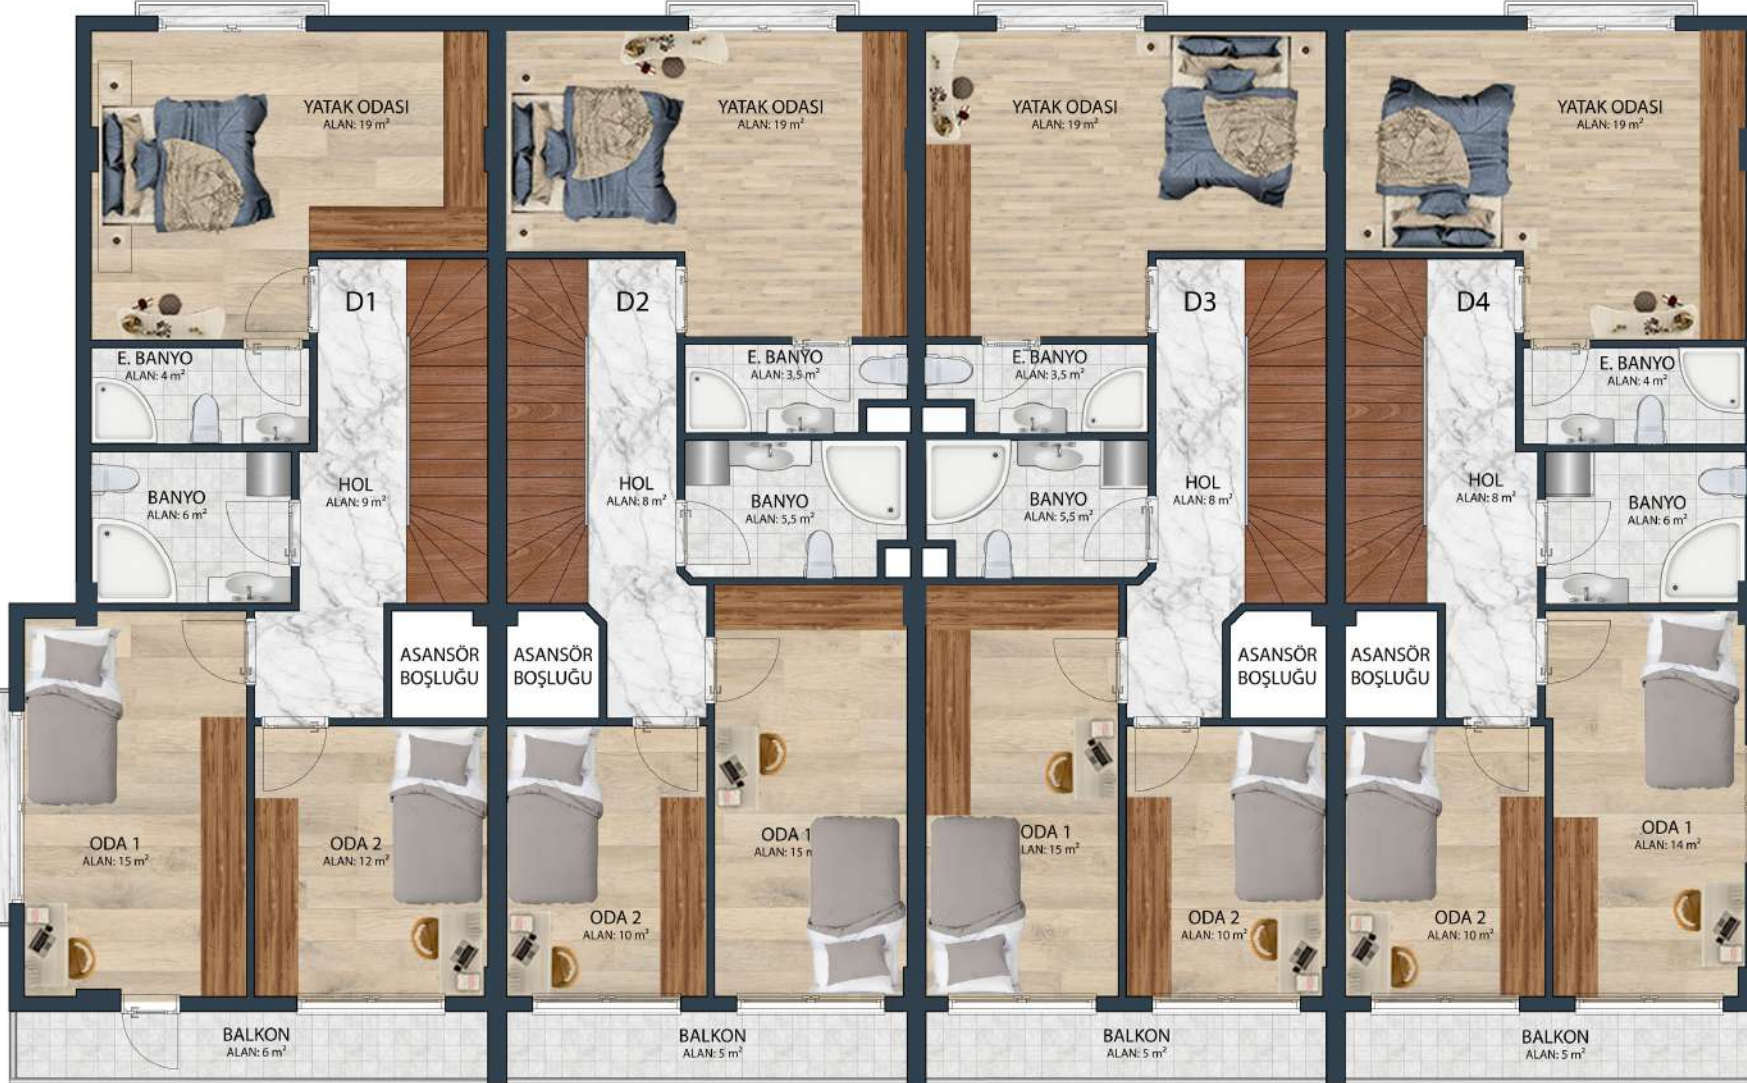 YATAK ODASI
ALAN: 19 m²
YATAK ODASI
ALAN: 19 m²
YATAK ODASI
ALAN: 19 m²
YATAK ODASI
ALAN: 19 m²
D1
D2
D3
D4
E. BANYO
ALAN: 4 m²
E. BANYO
ALAN: 3,5 m²
E. BANYO
ALAN: 3,5 m²
E. BANYO
ALAN: 4 m²
BANYO
ALAN: 6 m²
HOL
ALAN: 9 m²
HOL
ALAN: 8 m²
BANYO
ALAN: 5,5 m²
BANYO
ALAN: 5,5 m²
HOL
ALAN: 8 m²
HOL
ALAN: 8 m²
BANYO
ALAN: 6 m²
ASANSÖR
BOŞLUĞU
ASANSÖR
BOŞLUĞU
ASANSÖR
BOŞLUĞU
ASANSÖR
BOŞLUĞU
ODA 1
ALAN: 15 m²
ODA 2
ALAN: 12 m²
ODA 2
ALAN: 10 m²
ODA 1
ALAN: 15 m
ODA 1
LAN: 15 m²
ODA 2
ALAN: 10 m²
ODA 2
ALAN: 10 m²
ODA 1
ALAN: 14 m²
BALKON
ALAN: 6 m²
BALKON
ALAN: 5 m²
BALKON
ALAN: 5 m²
BALKON
ALAN: 5 m²